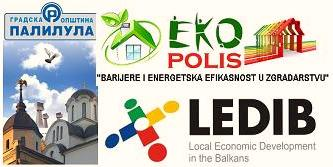 ГРАДСКА ОПШТИНА
ПАЛИЛУЛА
EKO
POLIS
"BARIJERE I ENERGETSKA EFIKASNOST U ZGRADARSTVU"
LEDIB
Local Economic Development
in the Balkans